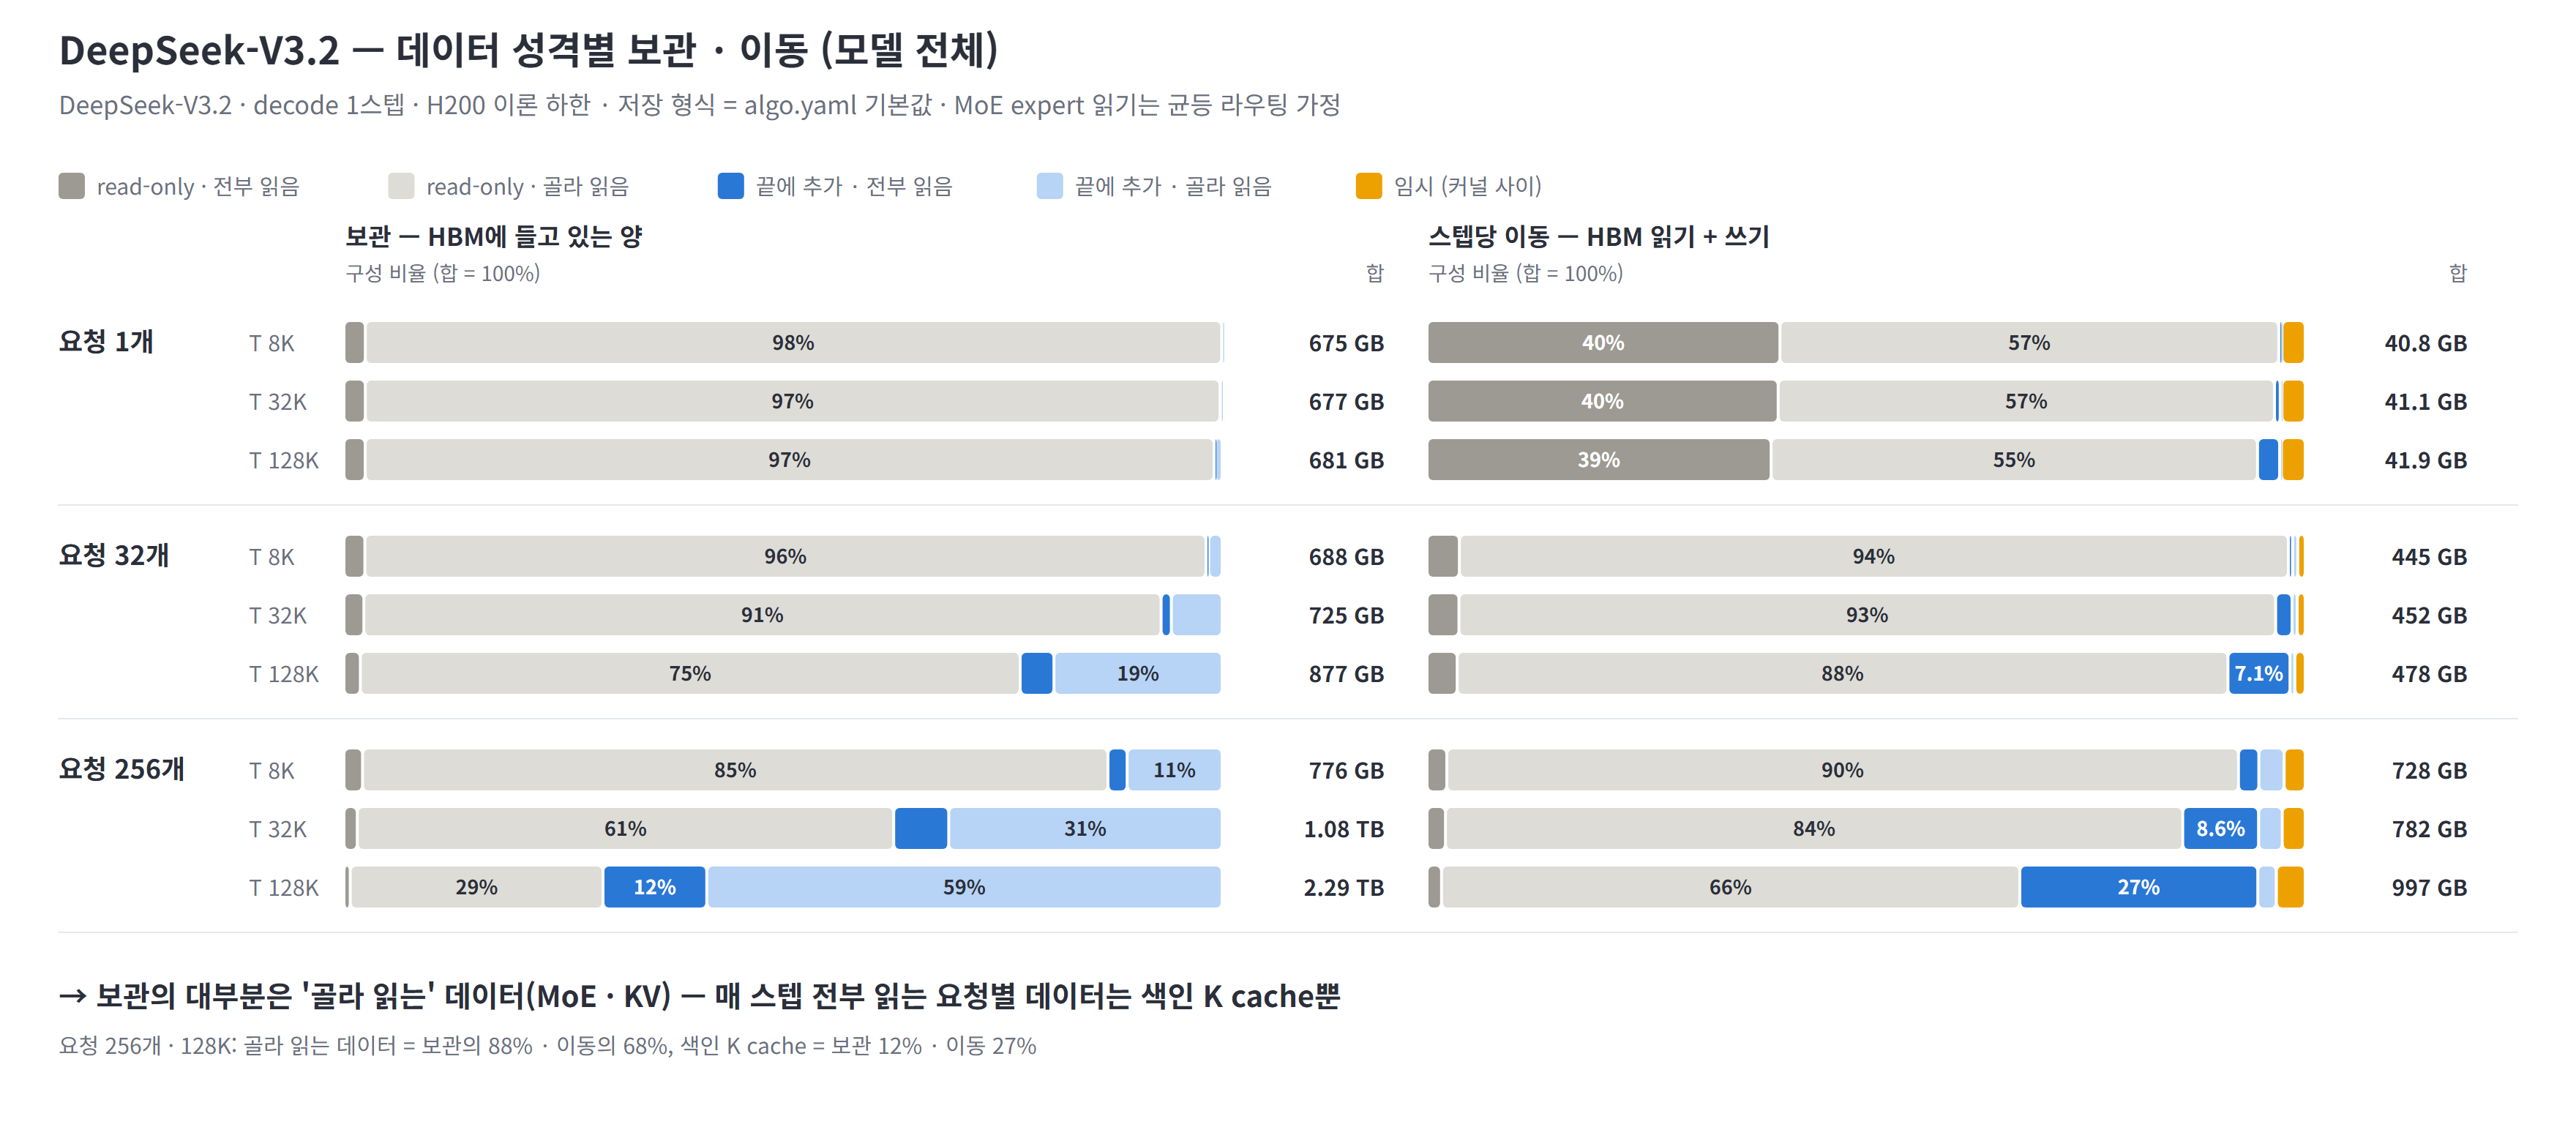 DeepSeek-V3.2 — 데이터 성격별 보관 · 이동 (모델 전체)
DeepSeek-V3.2 · decode 1스텝 · H200 이론 하한 · 저장 형식 = algo.yaml 기본값 · MoE expert 읽기는 균등 라우팅 가정
read-only · 전부 읽음 read-only · 골라 읽음 끝에 추가 · 전부 읽음 끝에 추가 · 골라 읽음 임시 (커널 사이)
보관 — HBM에 들고 있는 양 스텝당 이동 — HBM 읽기 + 쓰기
구성 비율 (합 = 100%) 합 구성 비율 (합 = 100%) 합
요청 1개 T 8K 98% 675 GB 40% 57% 40.8 GB
T 32K 97% 677 GB 40% 57% 41.1 GB
T 128K 97% 681 GB 39% 55% 41.9 GB
요청 32개 T 8K 96% 688 GB 94% 445 GB
T 32K 91% 725 GB 93% 452 GB
T 128K 75% 19% 877 GB 88% 7.1% 478 GB
요청 256개 T 8K 85% 11% 776 GB 90% 728 GB
T 32K 61% 31% 1.08 TB 84% 8.6% 782 GB
T 128K 29% 12% 59% 2.29 TB 66% 27% 997 GB
→ 보관의 대부분은 '골라 읽는' 데이터(MoE · KV) — 매 스텝 전부 읽는 요청별 데이터는 색인 K cache뿐
요청 256개 · 128K: 골라 읽는 데이터 = 보관의 88% · 이동의 68%, 색인 K cache = 보관 12% · 이동 27%